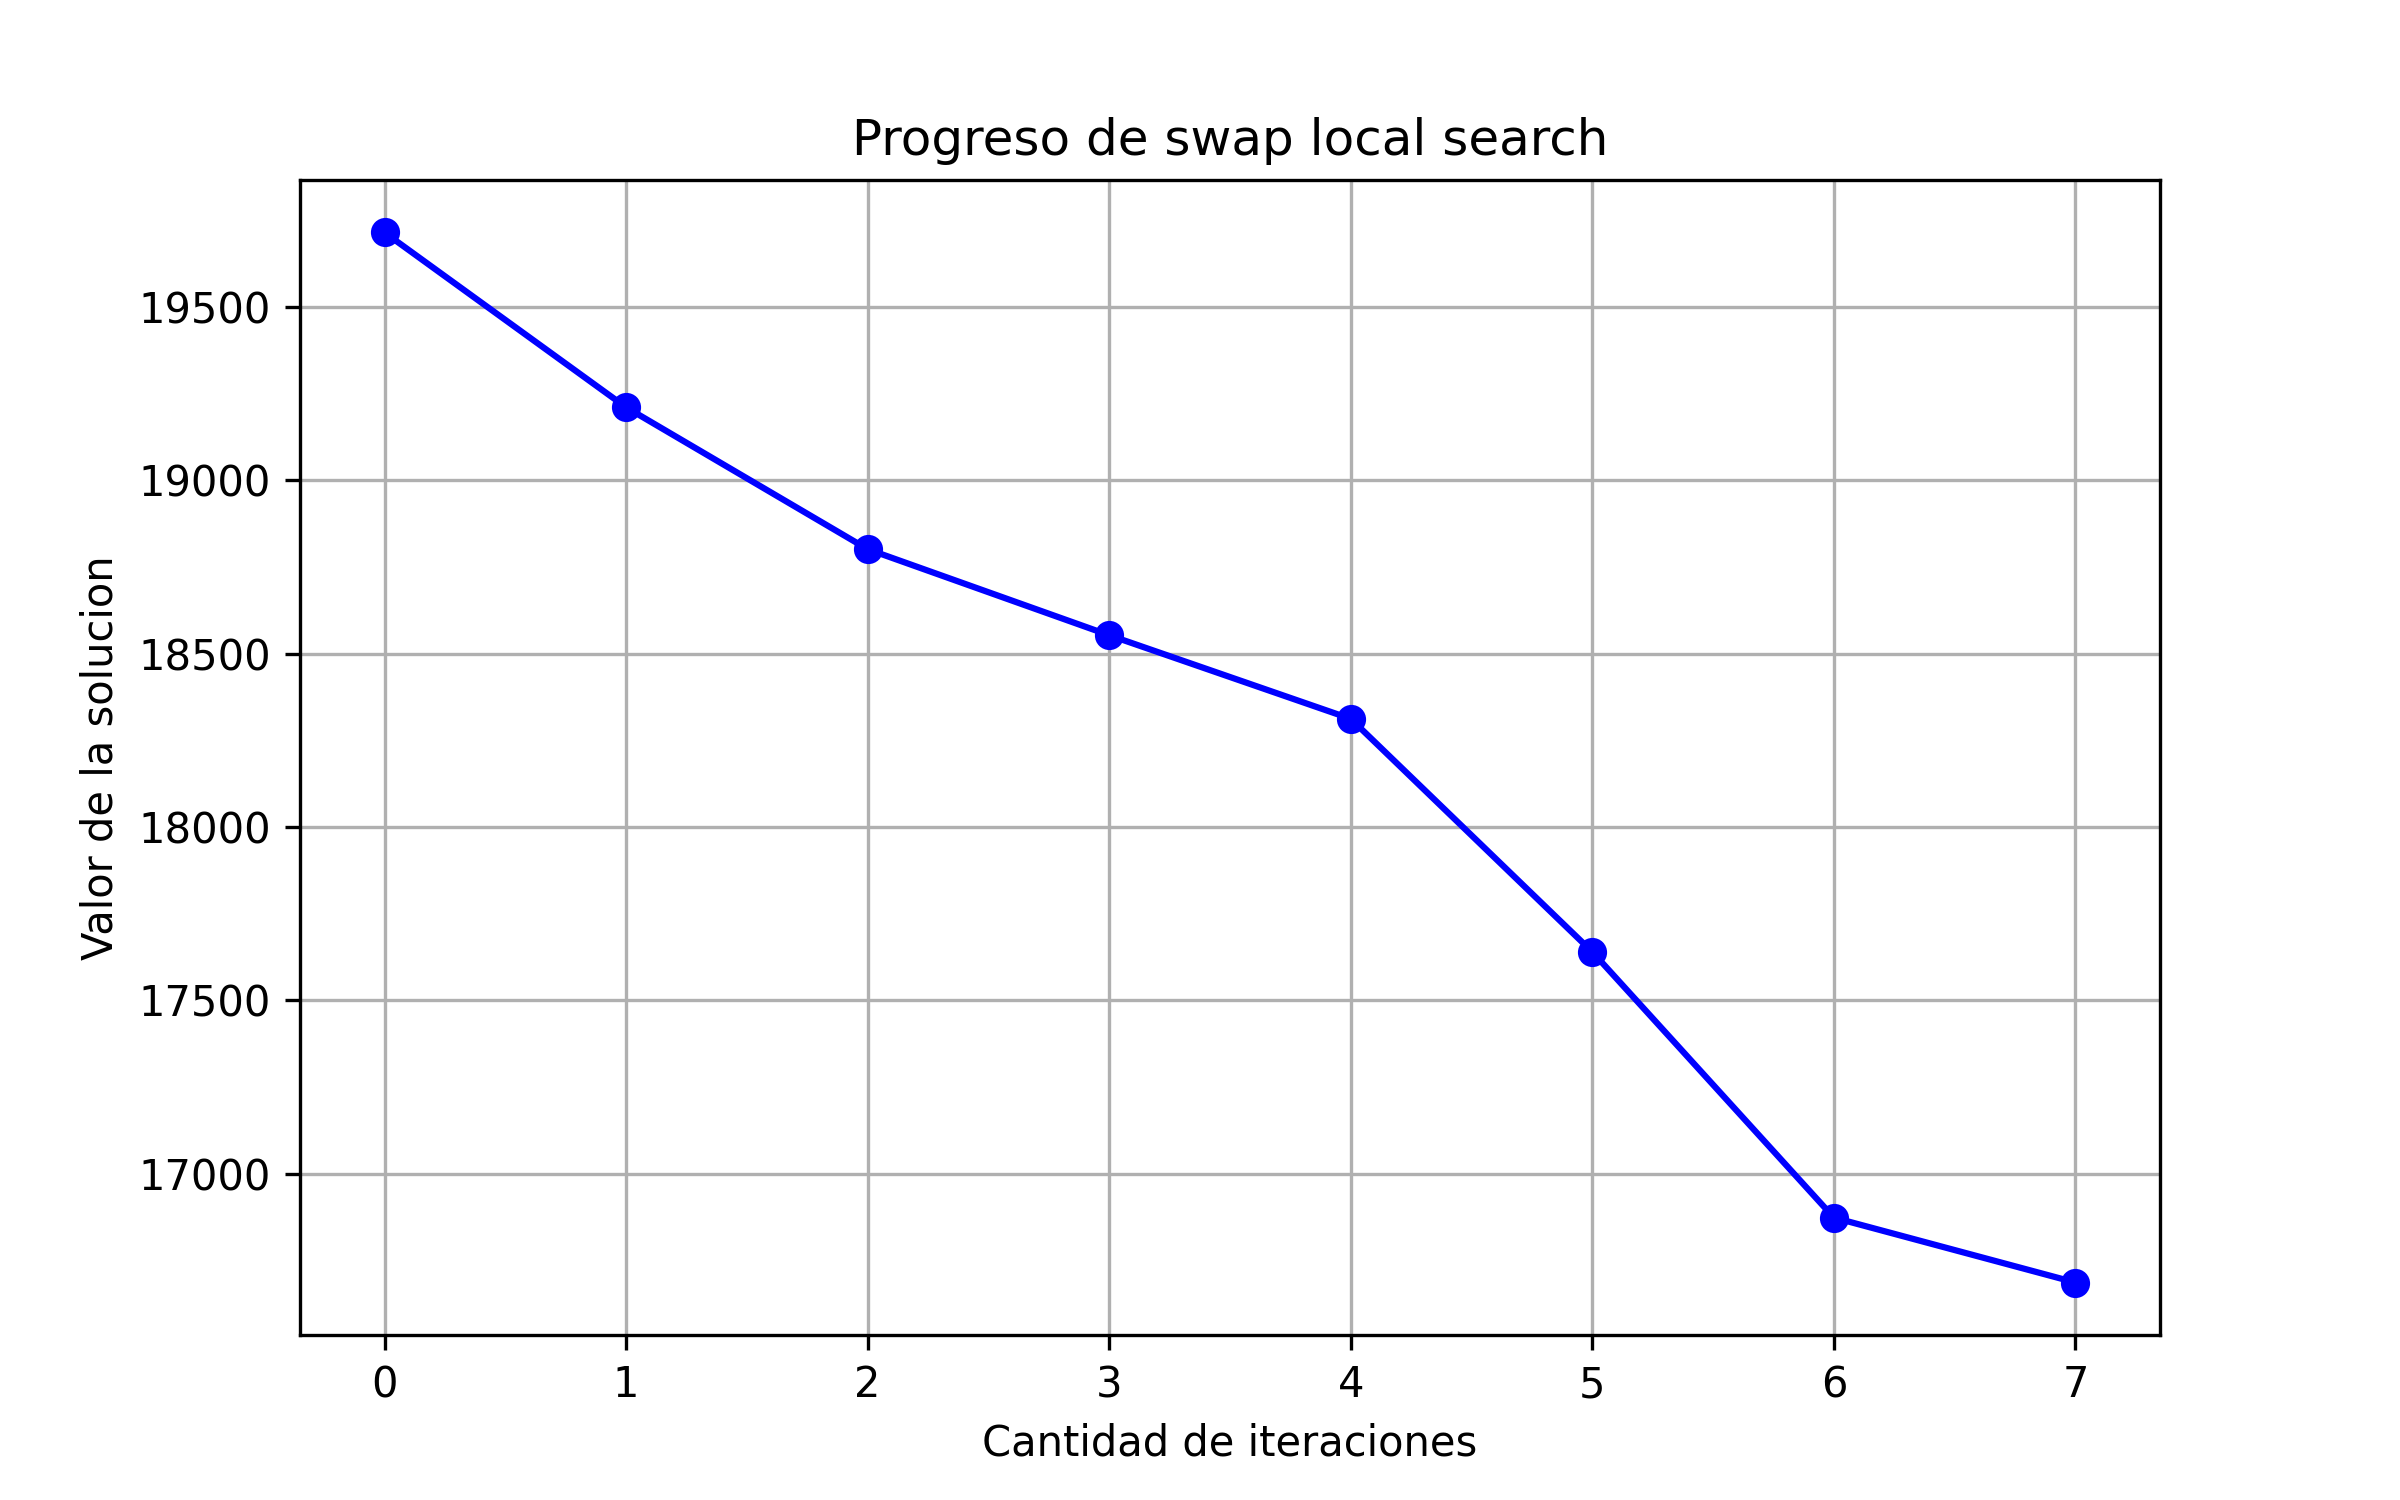 Progreso de swap local search
Valor de la solucion
19500
19000
18500
18000
17500
17000
0 1 2 3 4 5 6 7
Cantidad de iteraciones